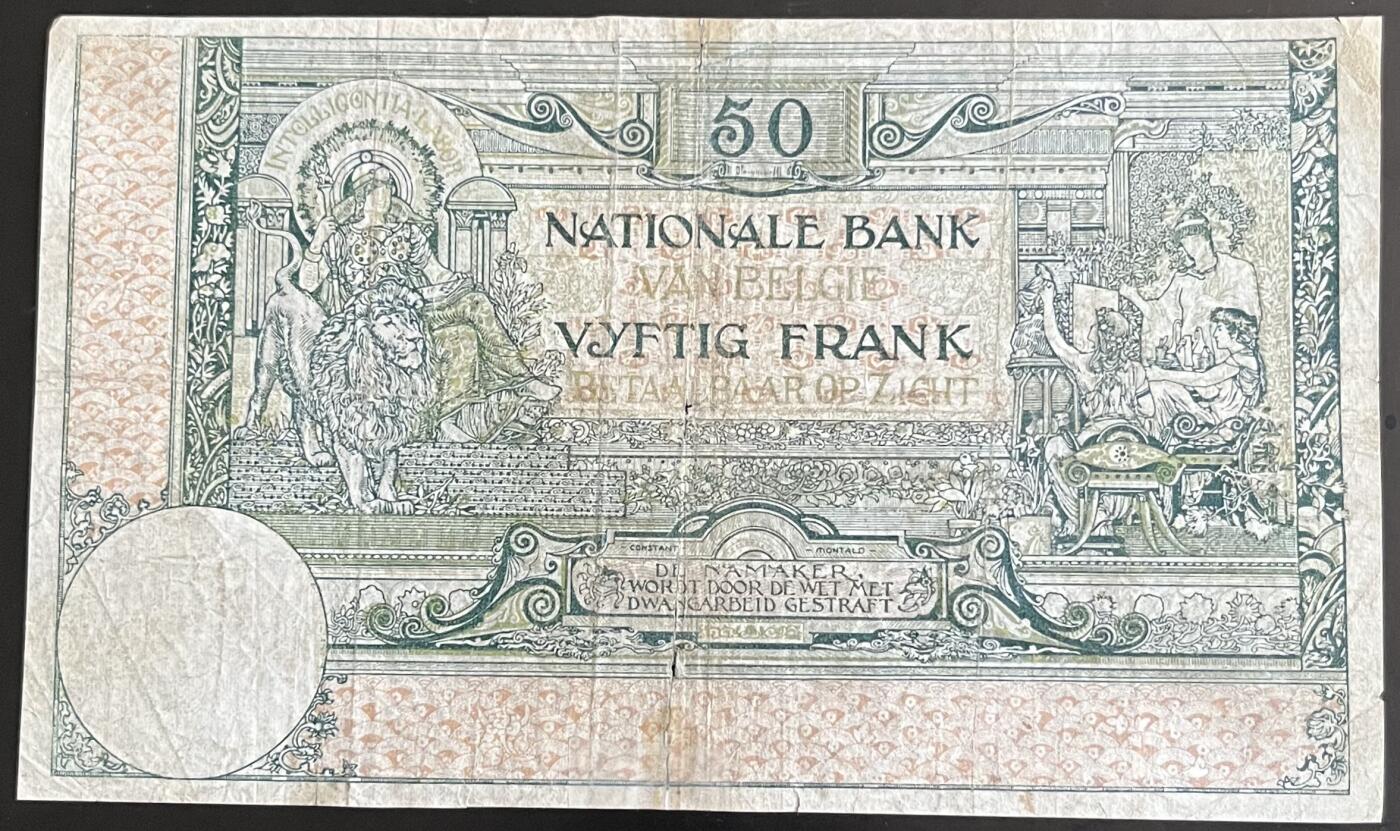 50
NATIONALE BANK
VAN BELGIE
VYFTIG FRANK
BETAALBAAR OP ZICHT
- CONSTANT - MONTALD -
DE NAMAKER,
WORDT DOOR DE WET MET
DWANGARBEID GESTRAFT